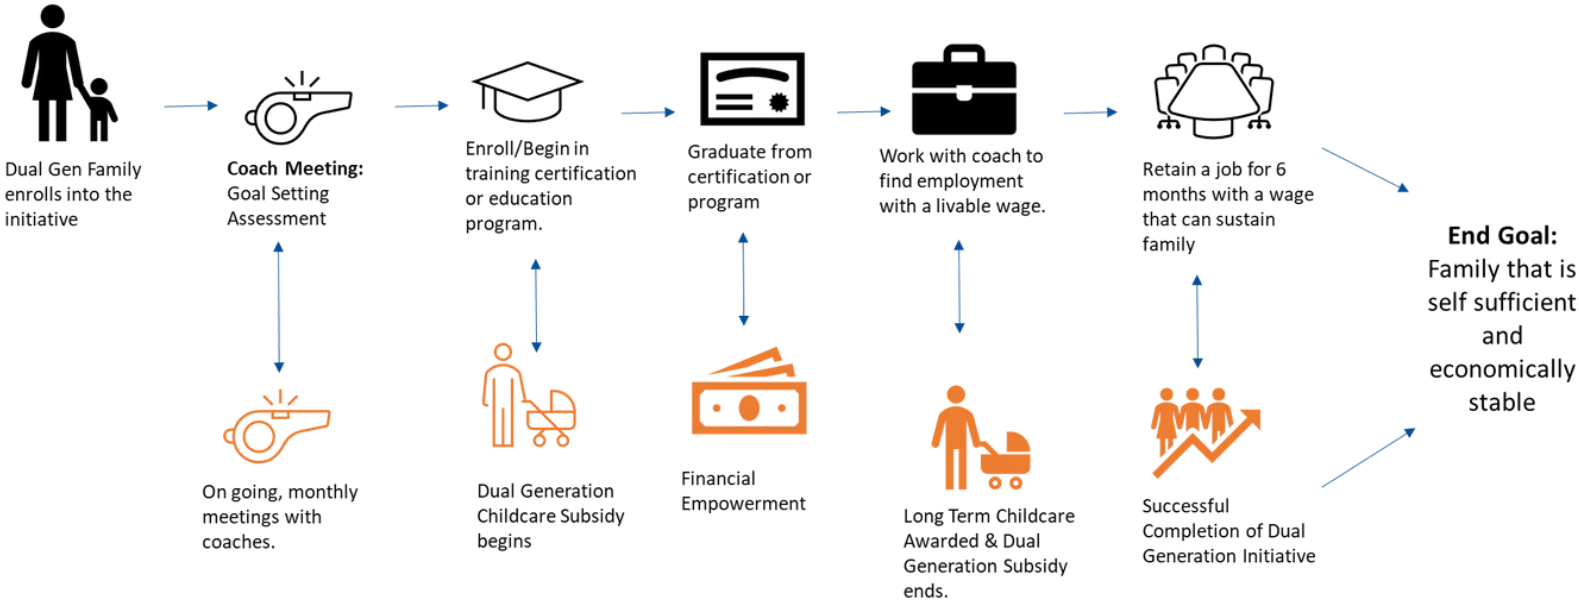 Dual Gen Family
enrolls into the
initiative
Coach Meeting:
Goal Setting
Assessment
Enroll/Begin in
training certification
or education
program.
Graduate from
certification or
program
Work with coach to
find employment
with a livable wage.
Retain a job for 6
months with a wage
that can sustain
family
On going, monthly
meetings with
coaches.
Dual Generation
Childcare Subsidy
begins
Financial
Empowerment
Long Term Childcare
Awarded & Dual
Generation Subsidy
ends.
Successful
Completion of Dual
Generation Initiative
End Goal:
Family that is
self sufficient
and
economically
stable